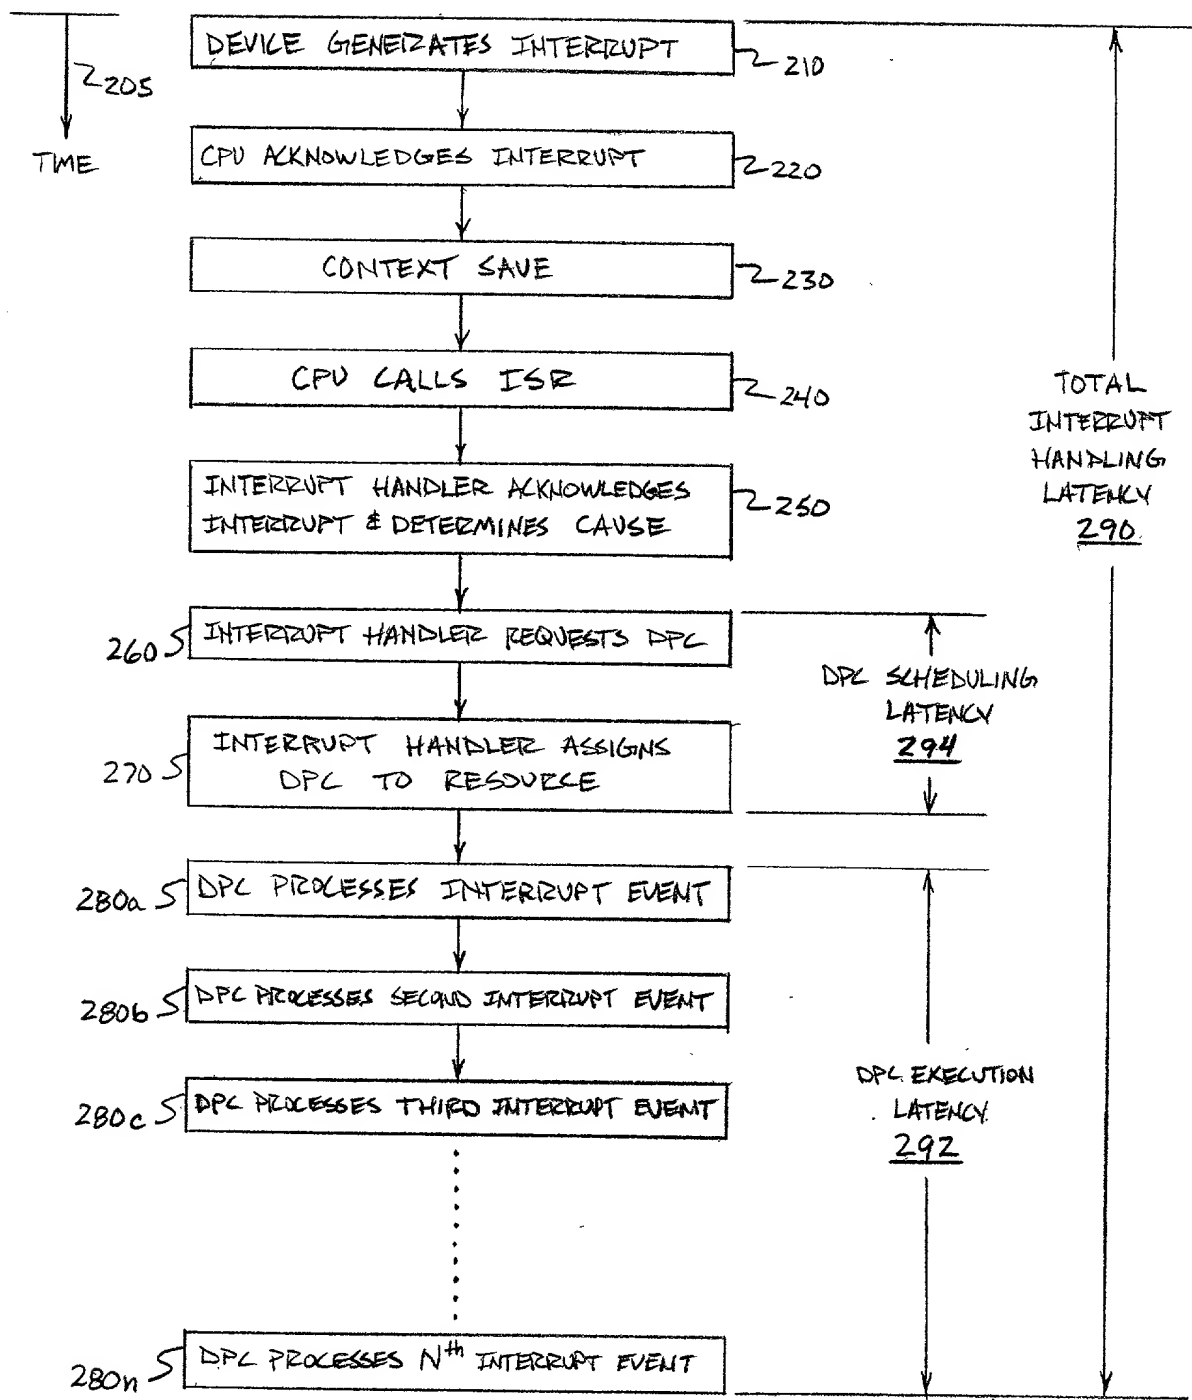 DEVICE GENERATES INTERRUPT
210
205
TIME
CPU ACKNOWLEDGES INTERRUPT
220
CONTEXT SAVE
230
CPU CALLS ISR
240
TOTAL
INTERRUPT
HANDLING
LATENCY
290
INTERRUPT HANDLER ACKNOWLEDGES
INTERRUPT & DETERMINES CAUSE
250
260
INTERRUPT HANDLER REQUESTS DPC
DPC SCHEDULING
LATENCY
294
270
INTERRUPT HANDLER ASSIGNS
DPC TO RESOURCE
280a
DPC PROCESSES INTERRUPT EVENT
280b
DPC PROCESSES SECOND INTERRUPT EVENT
280c
DPC PROCESSES THIRD INTERRUPT EVENT
DPC EXECUTION
LATENCY
292
280n
DPC PROCESSES Nth INTERRUPT EVENT